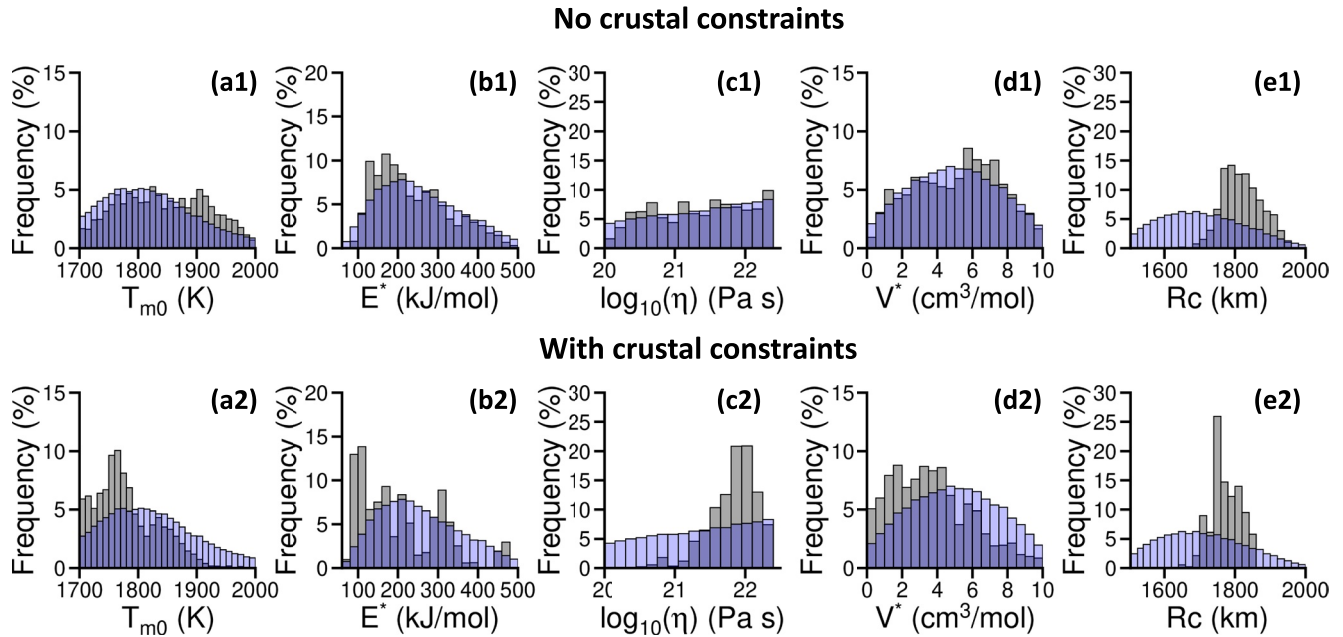 No crustal constraints
(a1) (b1) (c1) (d1) (e1)
Frequency (%) Frequency (%) Frequency (%) Frequency (%) Frequency (%)
15 20 30 15 30
25 25
15
10 20 10 20
10 15 15
5 10 5 10
5 5 5
0 0 0 0 0
1700 1800 1900 2000 100 200 300 400 500 20 21 22 0 2 4 6 8 10 1600 1800 2000
Tm0 (K) E* (kJ/mol) log10(η) (Pa s) V* (cm3/mol) Rc (km)
With crustal constraints
(a2) (b2) (c2) (d2) (e2)
Frequency (%) Frequency (%) Frequency (%) Frequency (%) Frequency (%)
15 20 30 15 30
25 25
15
10 20 10 20
10 15 15
5 10 5 10
5 5 5
0 0 0 0 0
1700 1800 1900 2000 100 200 300 400 500 21 22 0 2 4 6 8 10 1600 1800 2000
Tm0 (K) E* (kJ/mol) log10(η) (Pa s) V* (cm3/mol) Rc (km)